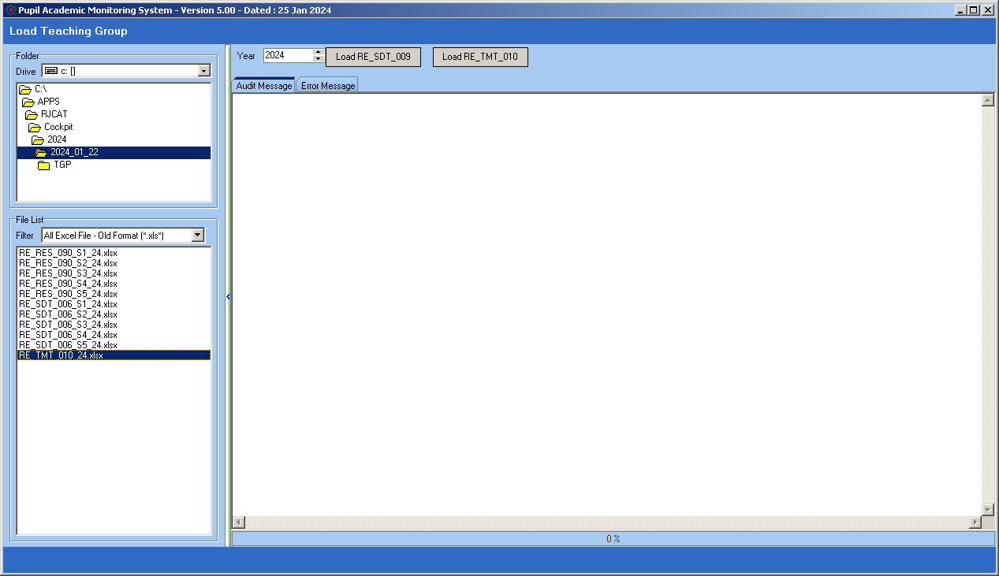 Pupil Academic Monitoring System - Version 5.00 - Dated : 25 Jan 2024
Load Teaching Group
Folder
Drive c: []
C:\
APPS
RJCAT
Cockpit
2024
2024_01_22
TGP
File List
Filter All Excel File - Old Format (*.xls*)
RE_RES_090_S1_24.xlsx
RE_RES_090_S2_24.xlsx
RE_RES_090_S3_24.xlsx
RE_RES_090_S4_24.xlsx
RE_RES_090_S5_24.xlsx
RE_SDT_006_S1_24.xlsx
RE_SDT_006_S2_24.xlsx
RE_SDT_006_S3_24.xlsx
RE_SDT_006_S4_24.xlsx
RE_SDT_006_S5_24.xlsx
RE_TMT_010_24.xlsx
Year 2024 Load RE_SDT_009 Load RE_TMT_010
Audit Message Error Message
0 %